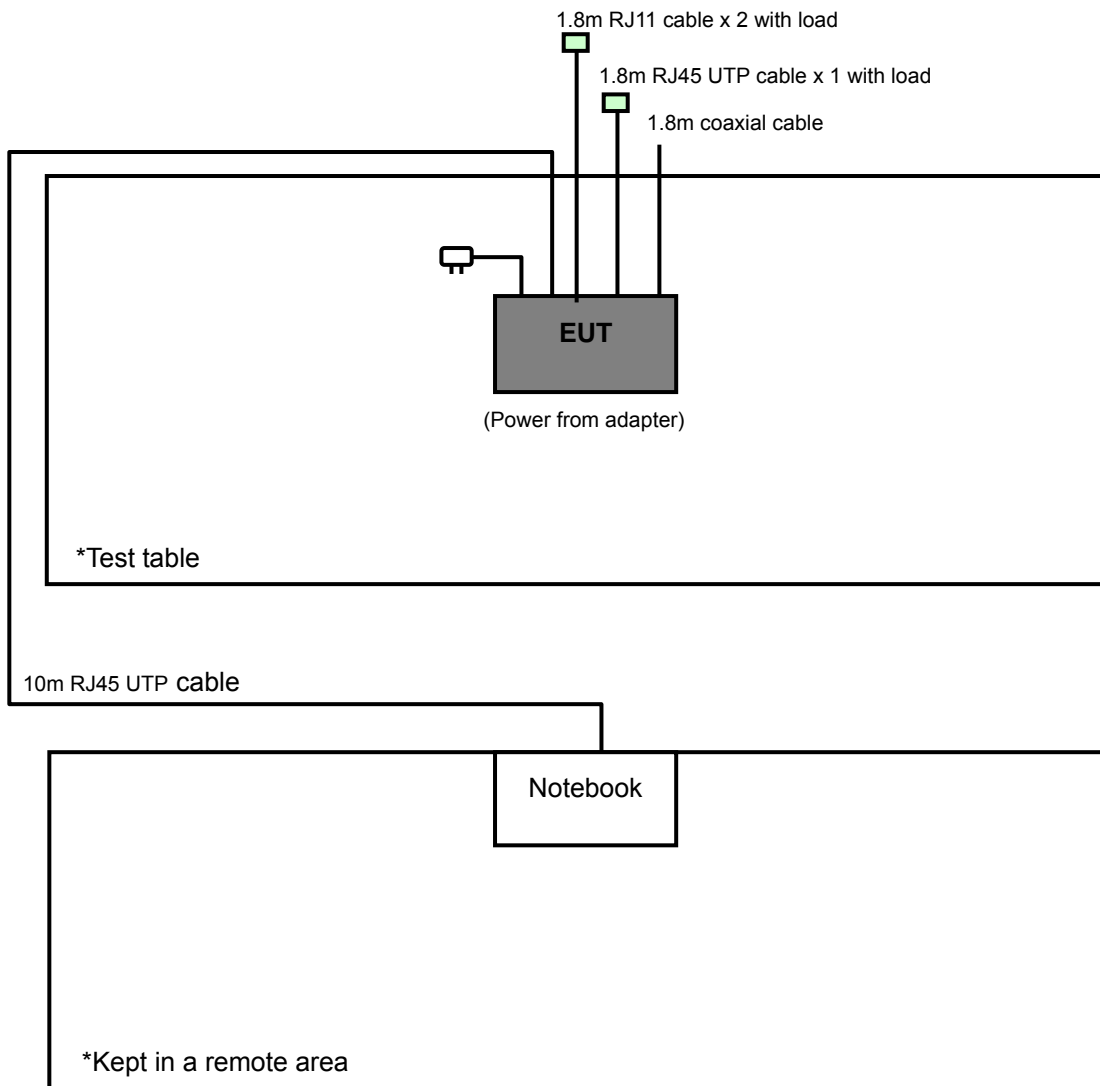 1.8m RJ11 cable x 2 with load
1.8m RJ45 UTP cable x 1 with load
1.8m coaxial cable
EUT
(Power from adapter)
*Test table
10m RJ45 UTP cable
Notebook
*Kept in a remote area